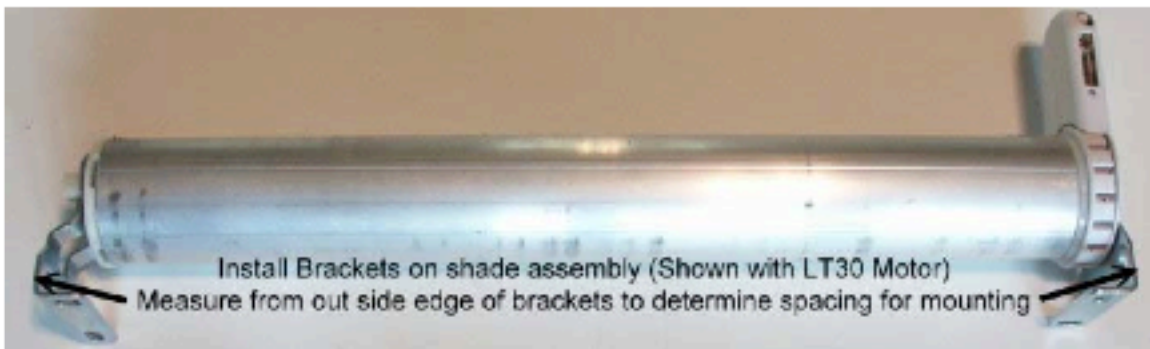 Install Brackets on shade assembly (Shown with LT30 Motor)
Measure from out side edge of brackets to determine spacing for mounting